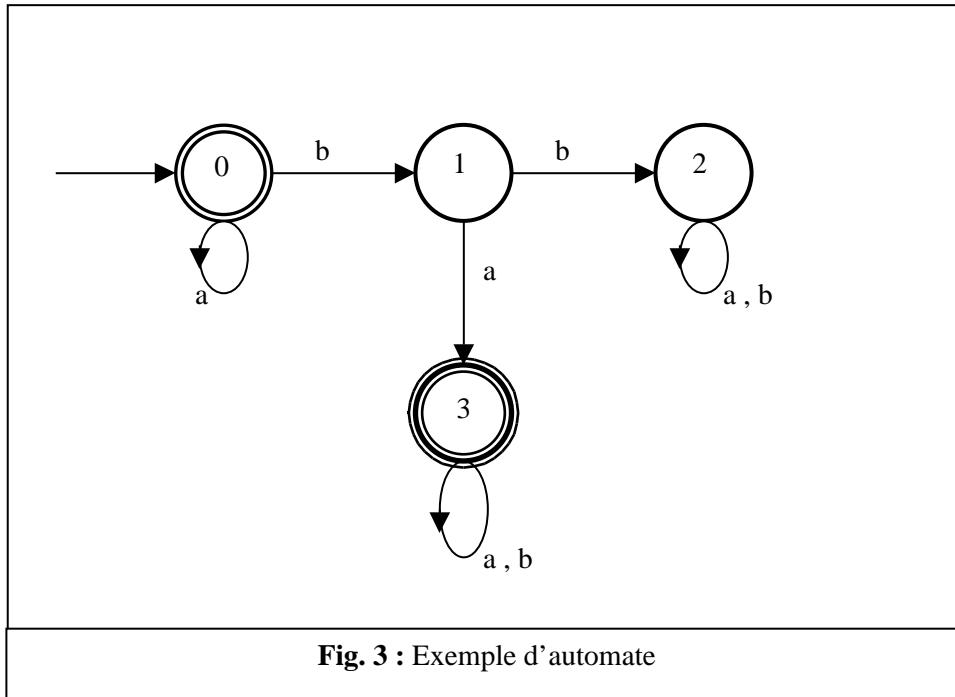 b b
0 1 2
a
a a , b
3
a , b
Fig. 3 : Exemple d'automate